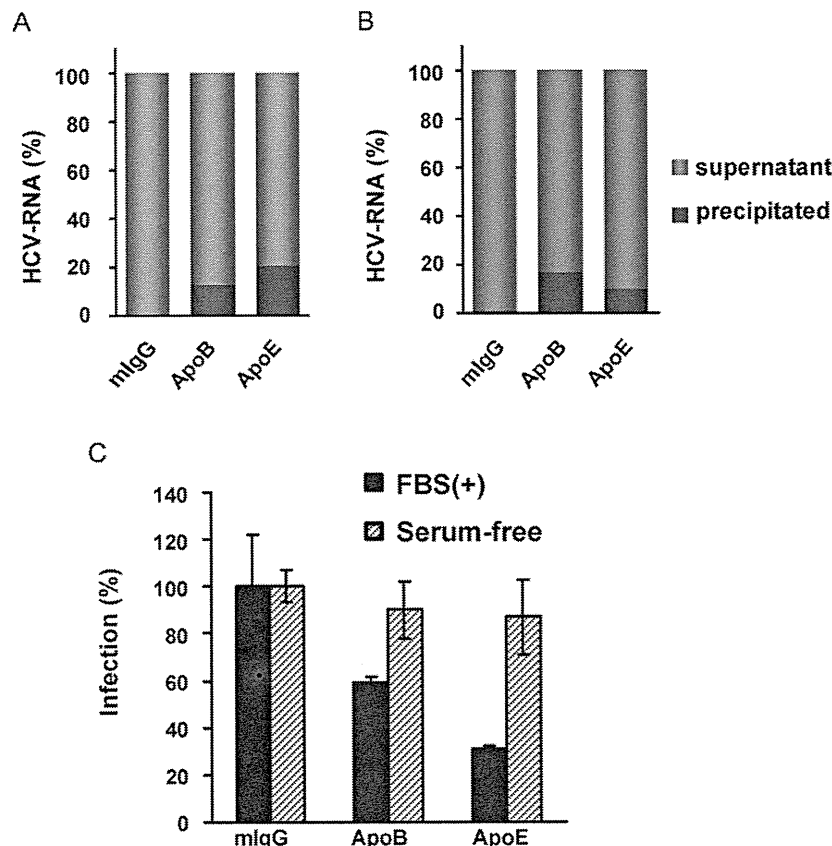 A
HCV-RNA (%)
100
80
60
40
20
0
mIgG
ApoB
ApoE
B
HCV-RNA (%)
100
80
60
40
20
0
mIgG
ApoB
ApoE
supernatant
precipitated
C
FBS(+)
Serum-free
Infection (%)
140
120
100
80
60
40
20
0
mIgG
ApoB
ApoE